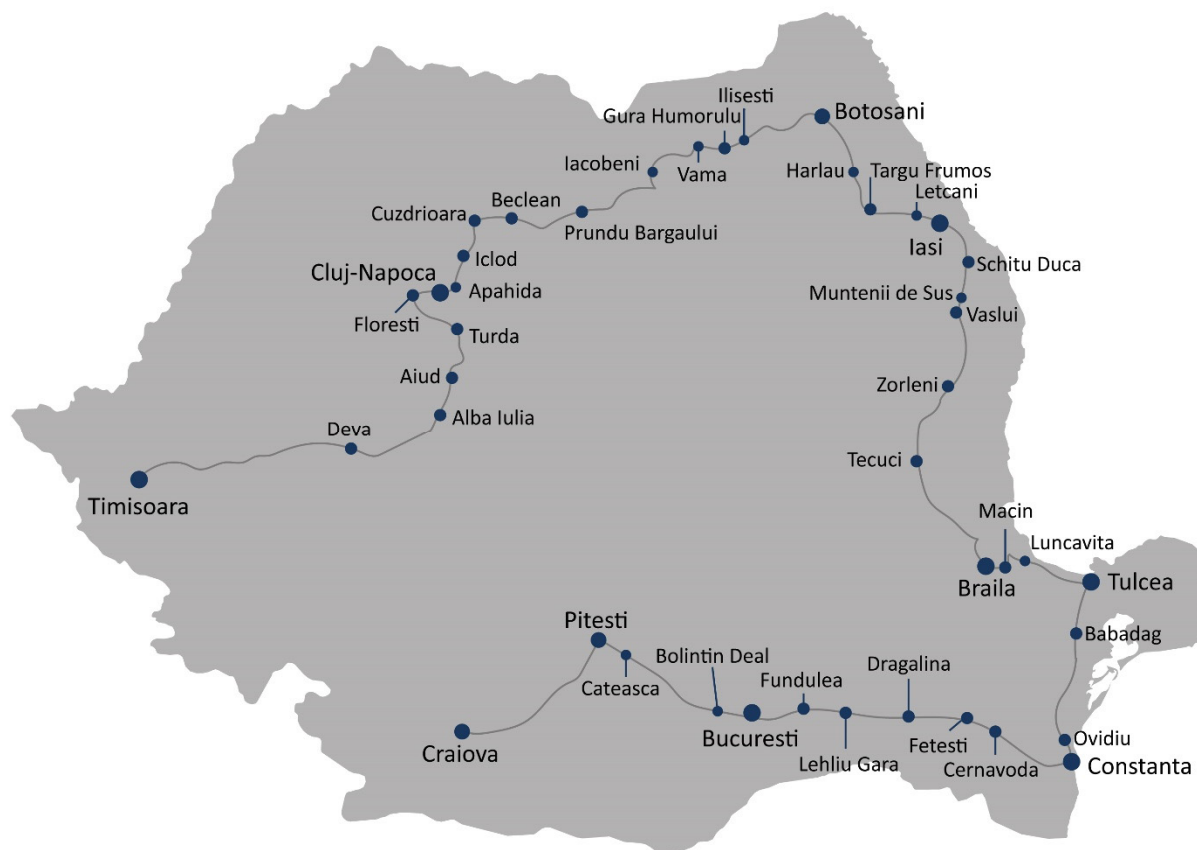 Ilisesti
Gura Humorulu
Botosani
Iacobeni
Vama
Harlau
Targu Frumos
Letcani
Cuzdrioara
Beclean
Prundu Bargaului
Iasi
Iclod
Schitu Duca
Cluj-Napoca
Apahida
Muntenii de Sus
Vaslui
Floresti
Turda
Aiud
Zorleni
Alba Iulia
Deva
Tecuci
Timisoara
Macin
Luncavita
Braila
Tulcea
Pitesti
Babadag
Bolintin Deal
Dragalina
Cateasca
Fundulea
Craiova
Bucuresti
Ovidiu
Fetesti
Lehliu Gara
Cernavoda
Constanta